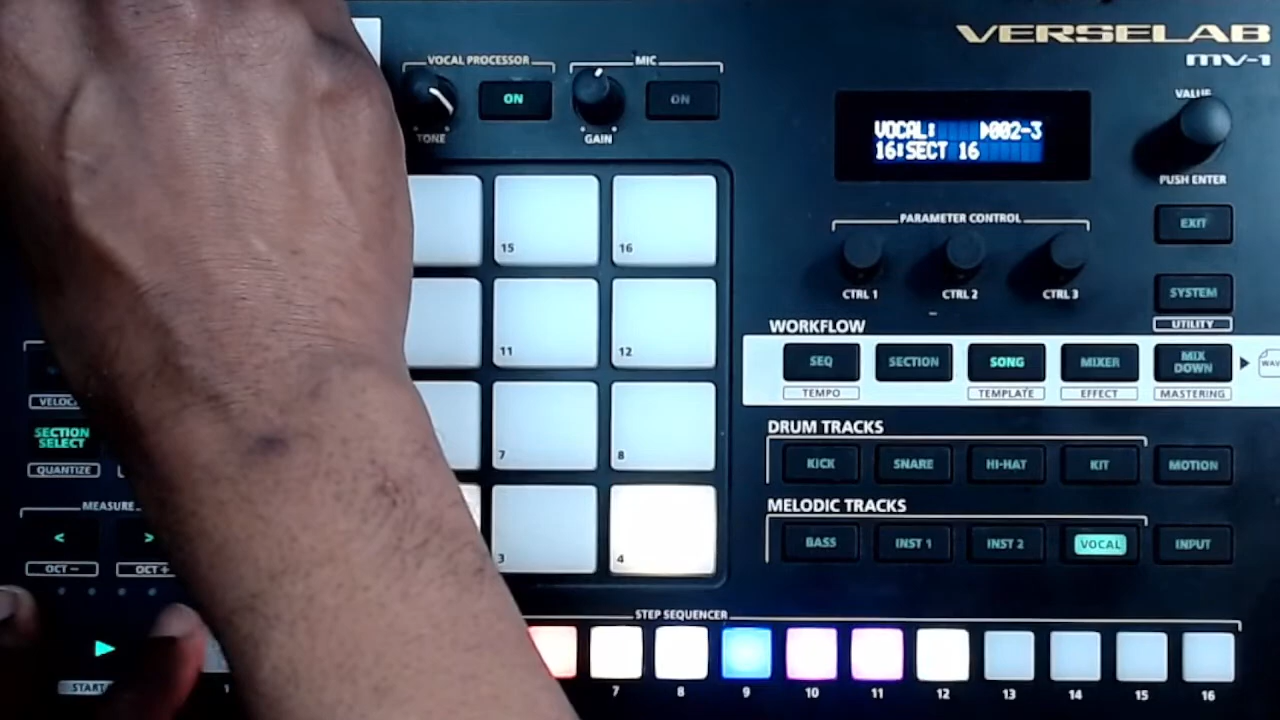 VERSELAB
MV-1
VOCAL PROCESSOR
MIC
ON
ON
TONE
GAIN
VALUE
VOCAL: ▶002-3
16:SECT 16
PUSH ENTER
PARAMETER CONTROL
EXIT
CTRL 1
CTRL 2
CTRL 3
SYSTEM
UTILITY
15
16
11
12
7
8
3
4
WORKFLOW
SEQ
SECTION
SONG
MIXER
MIX
DOWN
WAV
TEMPO
TEMPLATE
EFFECT
MASTERING
DRUM TRACKS
KICK
SNARE
HI-HAT
KIT
MOTION
MELODIC TRACKS
BASS
INST 1
INST 2
VOCAL
INPUT
SECTION
SELECT
QUANTIZE
MEASURE
<
>
OCT -
OCT +
START
STEP SEQUENCER
1
7
8
9
10
11
12
13
14
15
16